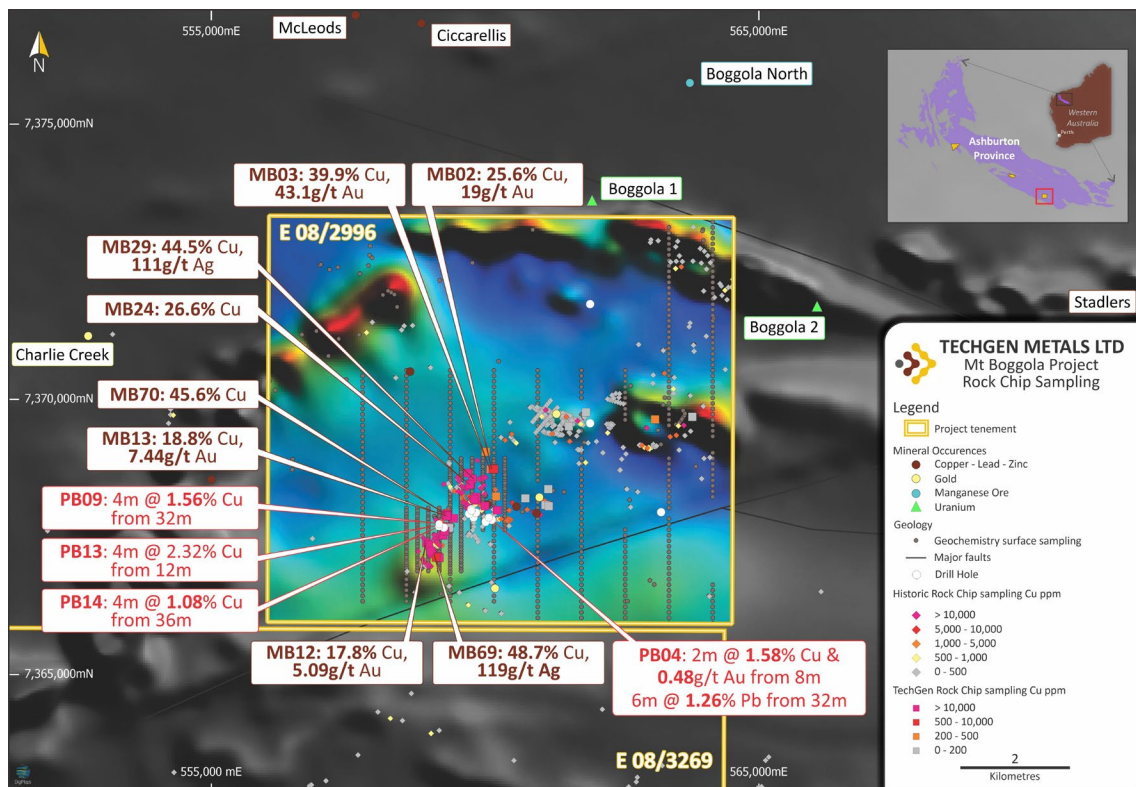 555,000mE
565,000mE
McLeods
Ciccarellis
N
Boggola North
7,375,000mN
Western
Australia
Perth
Ashburton
Province
MB03: 39.9% Cu,
43.1g/t Au
MB02: 25.6% Cu,
19g/t Au
Boggola 1
E 08/2996
MB29: 44.5% Cu,
111g/t Ag
MB24: 26.6% Cu
Stadlers
Boggola 2
Charlie Creek
7,370,000mN
MB70: 45.6% Cu
MB13: 18.8% Cu,
7.44g/t Au
PB09: 4m @ 1.56% Cu
from 32m
PB13: 4m @ 2.32% Cu
from 12m
PB14: 4m @ 1.08% Cu
from 36m
MB12: 17.8% Cu,
5.09g/t Au
MB69: 48.7% Cu,
119g/t Ag
PB04: 2m @ 1.58% Cu &
0.48g/t Au from 8m
6m @ 1.26% Pb from 32m
7,365,000mN
E 08/3269
555,000 mE
565,000mE
DigiMaps
TECHGEN METALS LTD
Mt Boggola Project
Rock Chip Sampling
Legend
Project tenement
Mineral Occurences
Copper - Lead - Zinc
Gold
Manganese Ore
Uranium
Geology
Geochemistry surface sampling
Major faults
Drill Hole
Historic Rock Chip sampling Cu ppm
> 10,000
5,000 - 10,000
1,000 - 5,000
500 - 1,000
0 - 500
TechGen Rock Chip sampling Cu ppm
> 10,000
500 - 10,000
200 - 500
0 - 200
2
Kilometres